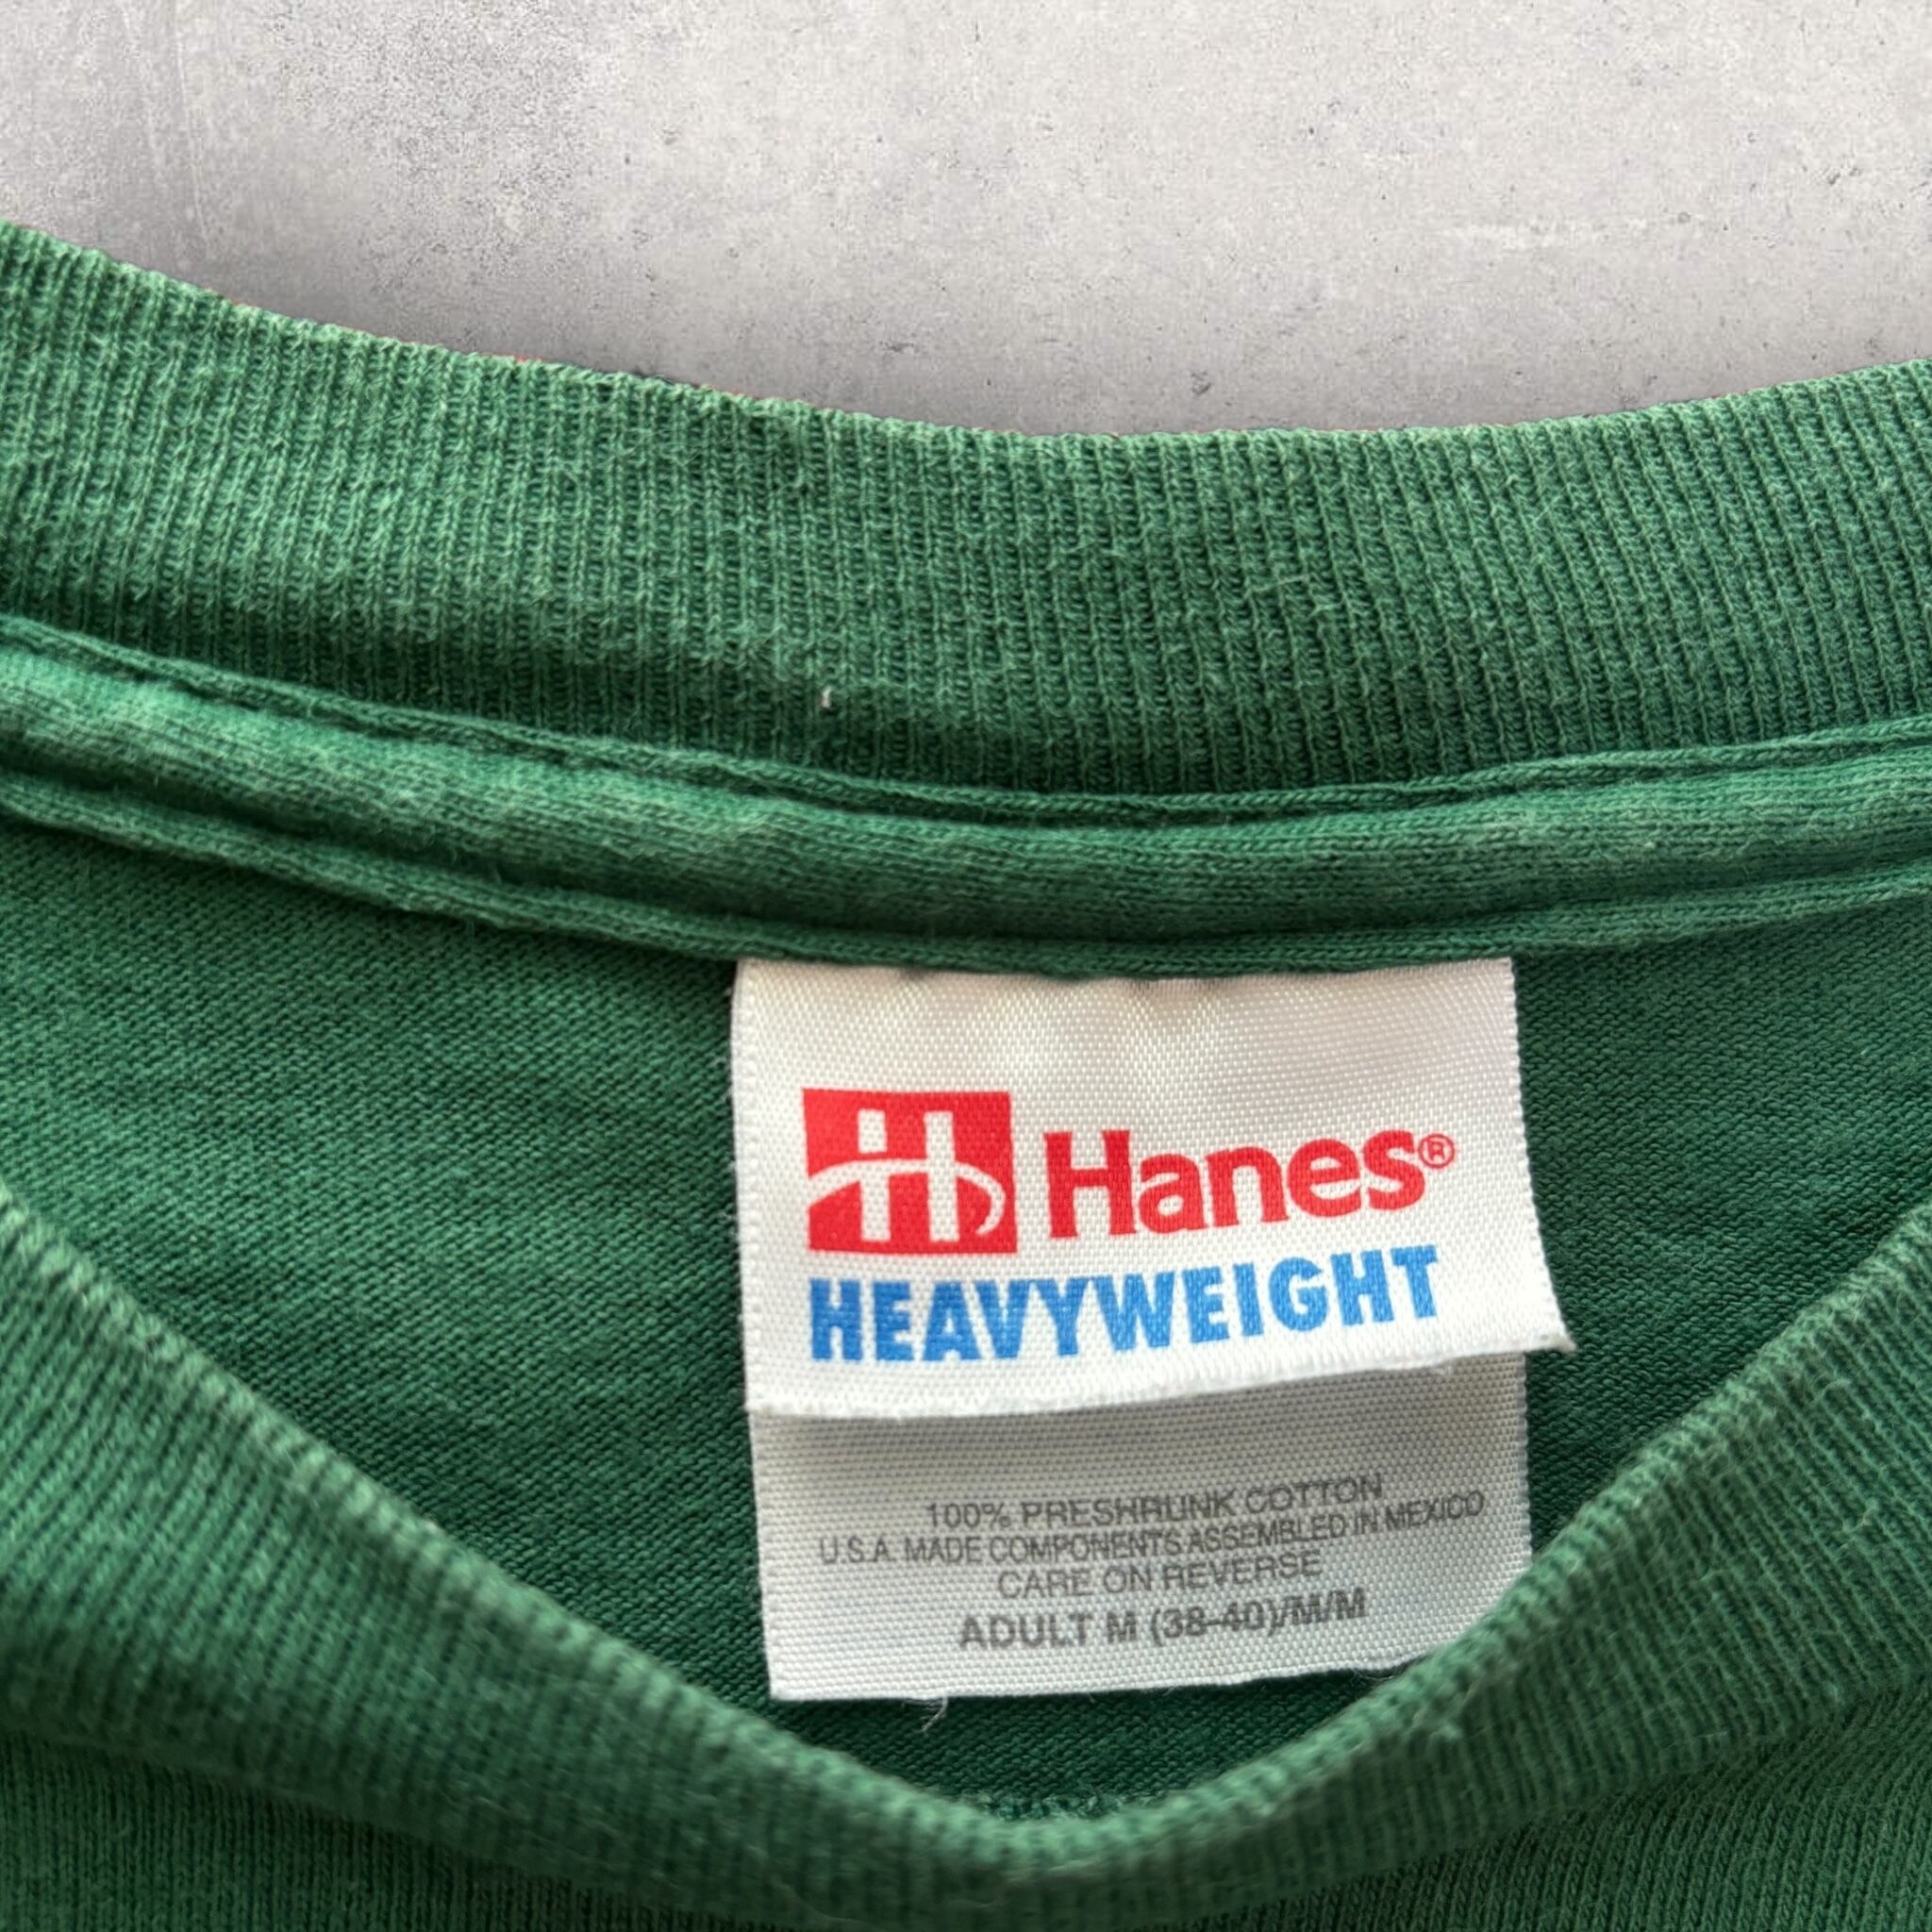 H Hanes®
HEAVYWEIGHT
100% PRESHRUNK COTTON
U.S.A. MADE COMPONENTS ASSEMBLED IN MEXICO
CARE ON REVERSE
ADULT M (38-40)/M/M